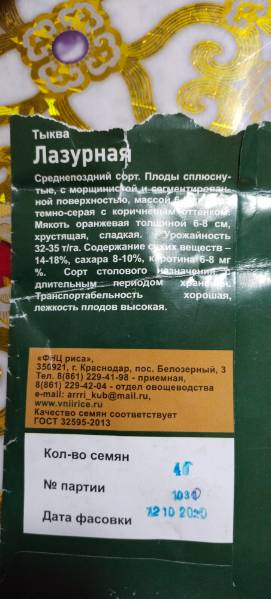 Тыква
Лазурная
Среднепоздний сорт. Плоды сплюсну-
тые, с морщинистой и сегментирован-
ной поверхностью, массой 6-
темно-серая с коричневым оттенком.
Мякоть оранжевая толщиной 6-8 см,
хрустящая, сладкая. Урожайность
32-35 т/га. Содержание сухих веществ –
14-18%, сахара 8-10%, каротина 6-8 мг
%. Сорт столового назначения с
длительным периодом хранения.
Транспортабельность хорошая,
лежкость плодов высокая.
«ФНЦ риса»,
350921, г. Краснодар, пос. Белозерный, 3
Тел. 8(861) 229-41-98 - приемная,
8(861) 229-42-04 - отдел овощеводства
e-mail: arrri_kub@mail.ru,
www.vniirice.ru
Качество семян соответствует
ГОСТ 32595-2013
Кол-во семян
№ партии
Дата фасовки 12 10 2020